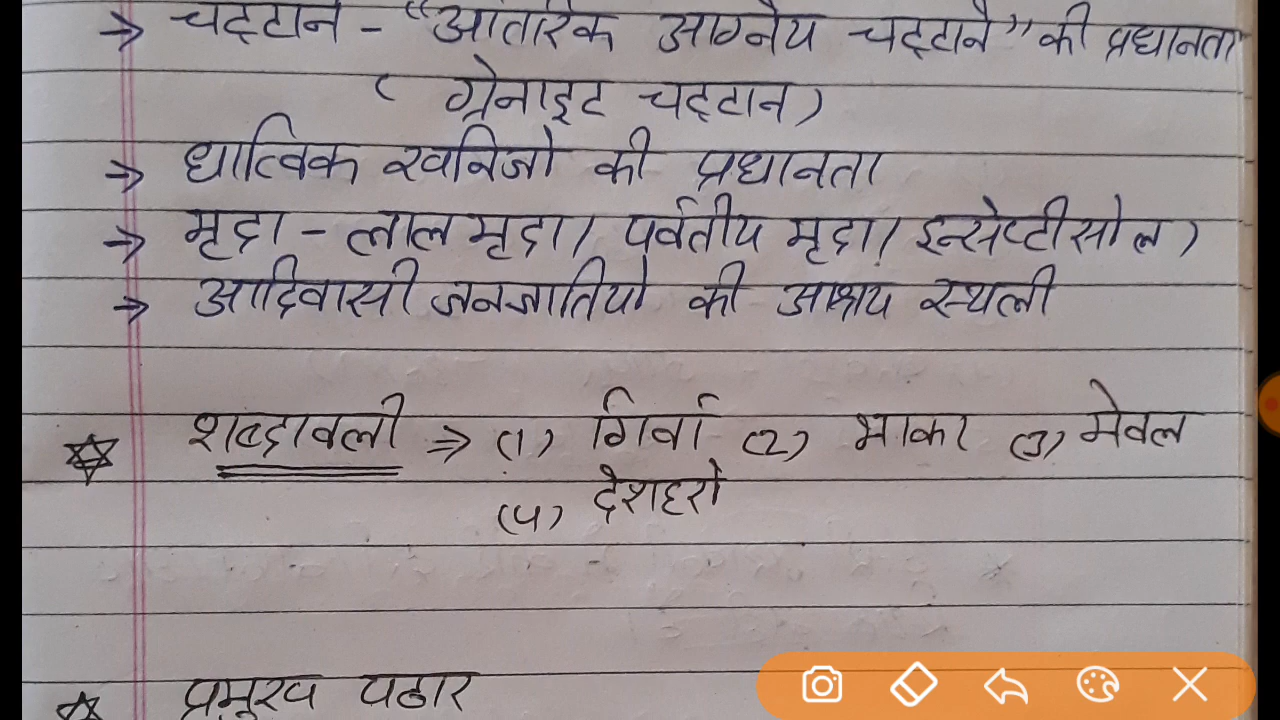 → चट्टान - "आंतरिक आग्नेय चट्टाने" की प्रधानता
( ग्रेनाइट चट्टान)
→ धात्विक खनिजो की प्रधानता
→ मृदा - लाल मृदा / पर्वतीय मृदा / इन्सेप्टीसोल)
→ आदिवासी जनजातियो की आश्रय स्थली
शब्दावली ⇒ (1) गिर्वा (2) भाकर (3) मेवल
(4) देशहरो
प्रमुख पठार